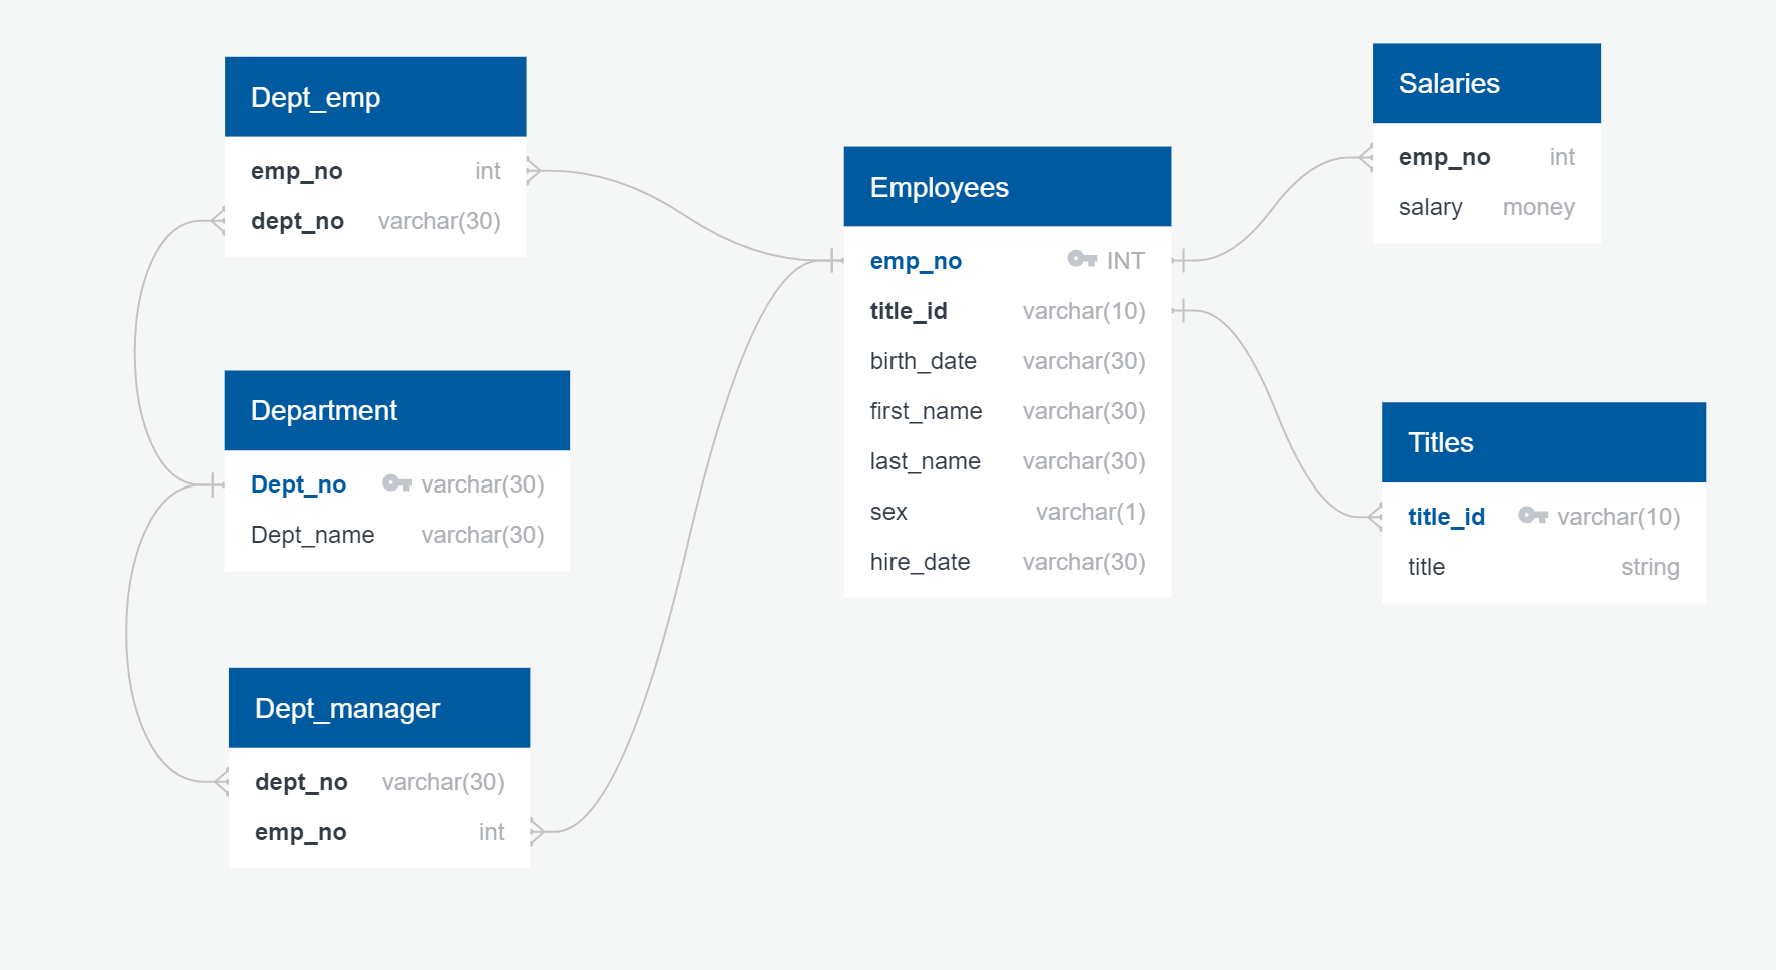 Dept_emp
emp_no int
dept_no varchar(30)
Department
Dept_no varchar(30)
Dept_name varchar(30)
Dept_manager
dept_no varchar(30)
emp_no int
Employees
emp_no INT
title_id varchar(10)
birth_date varchar(30)
first_name varchar(30)
last_name varchar(30)
sex varchar(1)
hire_date varchar(30)
Salaries
emp_no int
salary money
Titles
title_id varchar(10)
title string